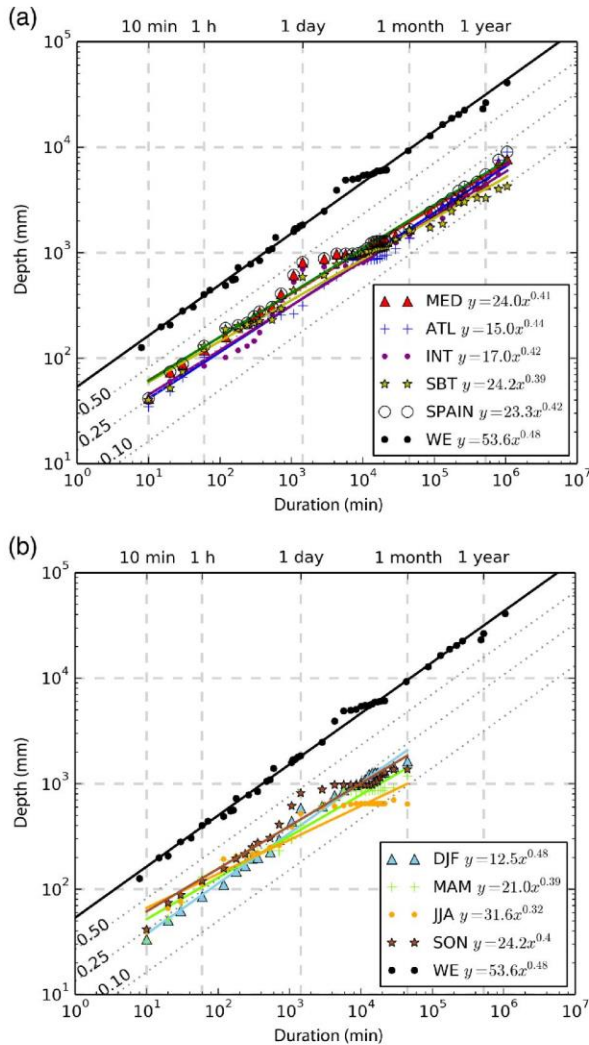 (a)
10 min 1 h 1 day 1 month 1 year
10^5
10^4
10^3
10^2
10^1
Depth (mm)
0.50
0.25
0.10
MED y=24.0x^0.41
ATL y=15.0x^0.44
INT y=17.0x^0.42
SBT y=24.2x^0.39
SPAIN y=23.3x^0.42
WE y=53.6x^0.48
10^0 10^1 10^2 10^3 10^4 10^5 10^6 10^7
Duration (min)
(b)
10 min 1 h 1 day 1 month 1 year
10^5
10^4
10^3
10^2
10^1
Depth (mm)
0.50
0.25
0.10
DJF y=12.5x^0.48
MAM y=21.0x^0.39
JJA y=31.6x^0.32
SON y=24.2x^0.4
WE y=53.6x^0.48
10^0 10^1 10^2 10^3 10^4 10^5 10^6 10^7
Duration (min)